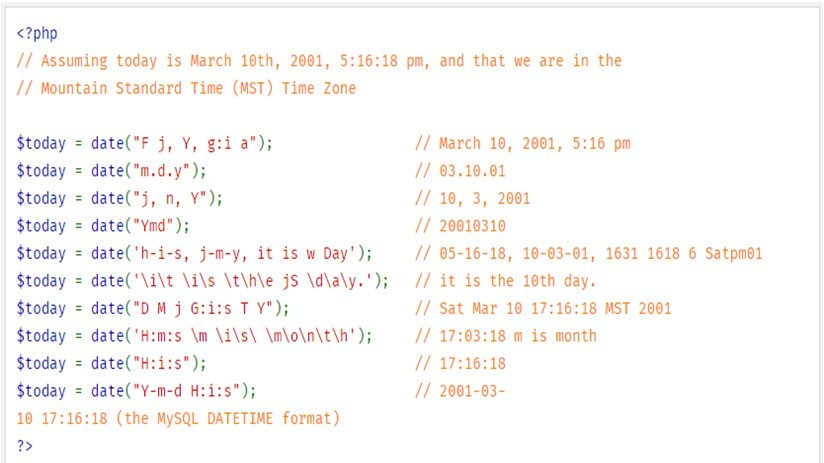 <?php
// Assuming today is March 10th, 2001, 5:16:18 pm, and that we are in the
// Mountain Standard Time (MST) Time Zone
$today = date("F j, Y, g:i a");                 // March 10, 2001, 5:16 pm
$today = date("m.d.y");                         // 03.10.01
$today = date("j, n, Y");                       // 10, 3, 2001
$today = date("Ymd");                           // 20010310
$today = date('h-i-s, j-m-y, it is w Day');     // 05-16-18, 10-03-01, 1631 1618 6 Satpm01
$today = date('\i\t \i\s \t\h\e jS \d\a\y.');   // it is the 10th day.
$today = date("D M j G:i:s T Y");               // Sat Mar 10 17:16:18 MST 2001
$today = date('H:m:s \m \i\s\ \m\o\n\t\h');     // 17:03:18 m is month
$today = date("H:i:s");                         // 17:16:18
$today = date("Y-m-d H:i:s");                   // 2001-03-
10 17:16:18 (the MySQL DATETIME format)
?>